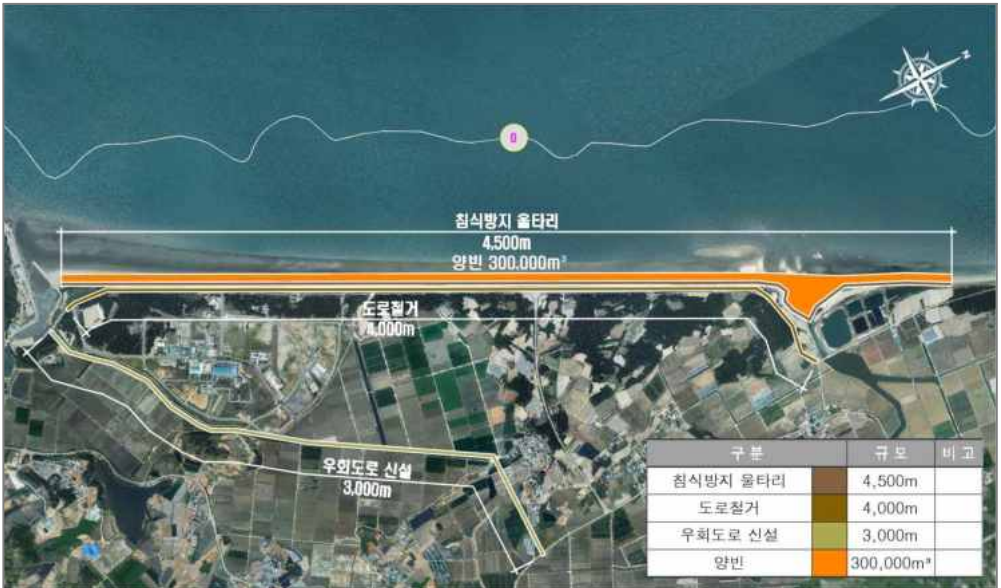 N
0
침식방지 울타리
4,500m
양빈 300,000m³
도로철거
4,000m
우회도로 신설
3,000m
구분 규모 비고
침식방지 울타리 4,500m
도로철거 4,000m
우회도로 신설 3,000m
양빈 300,000m³